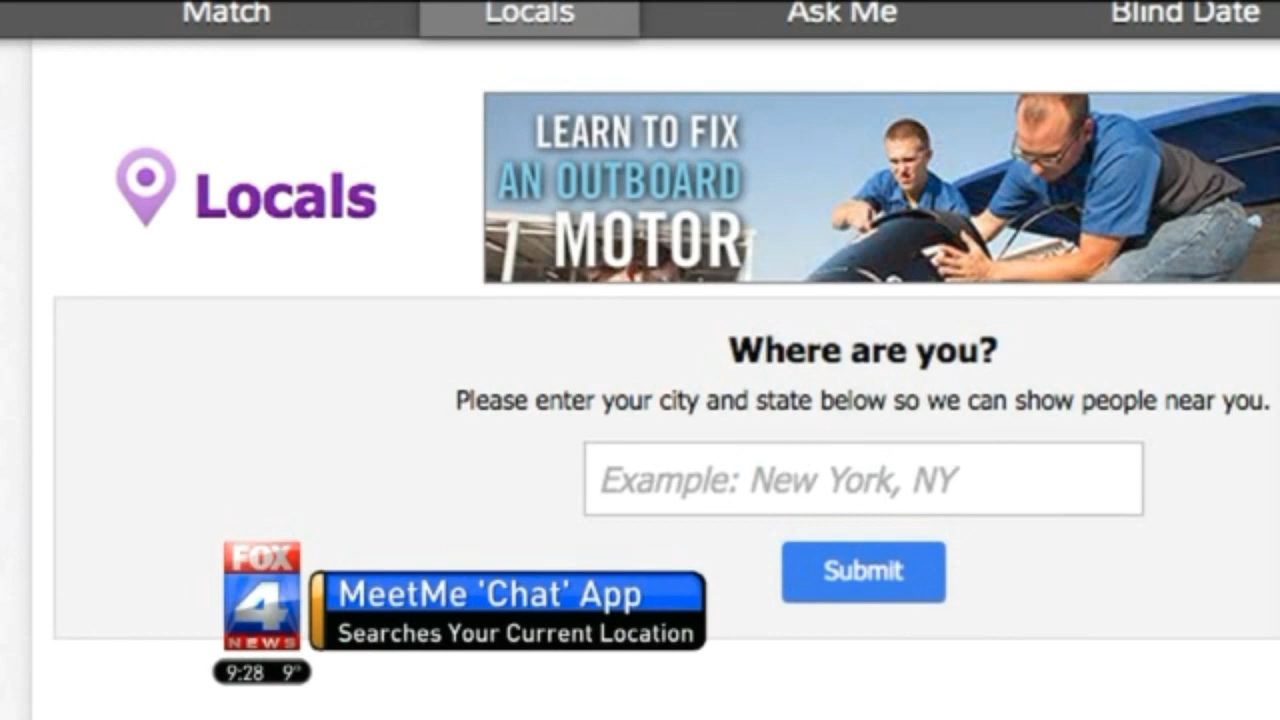 Match
Locals
Ask Me
Blind Date
Locals
LEARN TO FIX
AN OUTBOARD
MOTOR
Where are you?
Please enter your city and state below so we can show people near you.
Example: New York, NY
Submit
FOX
4
NEWS
MeetMe 'Chat' App
Searches Your Current Location
9:28 9°